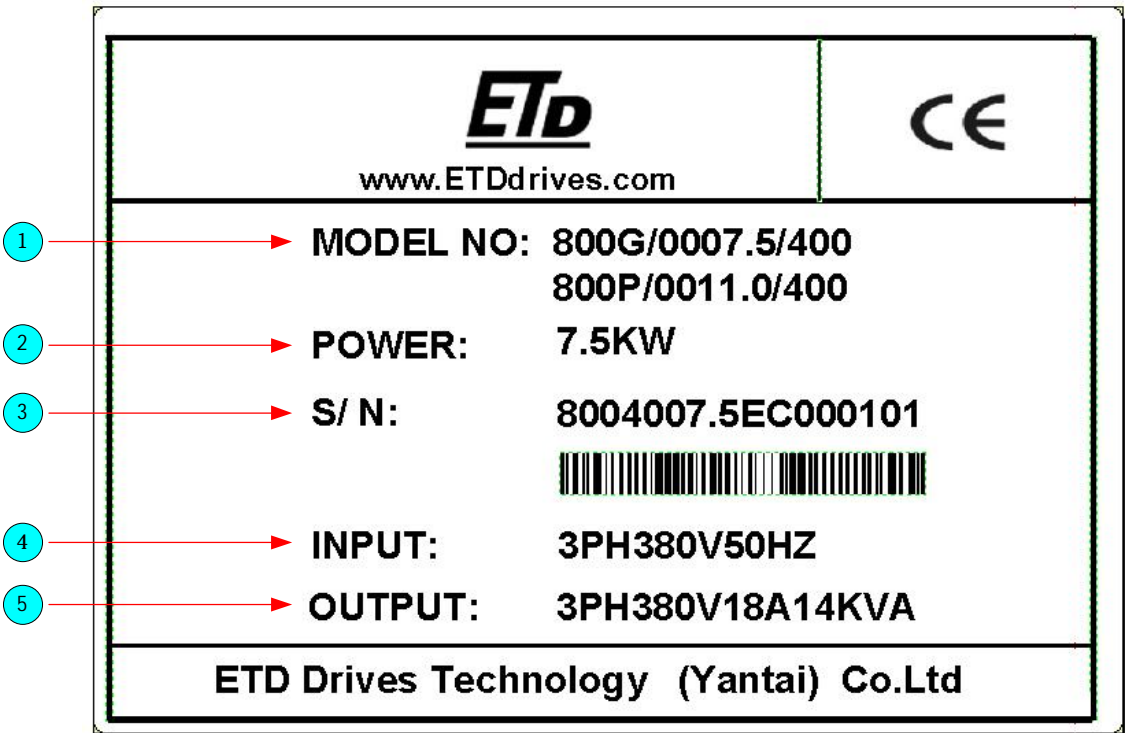 ETD
CE
www.ETDdrives.com
1 MODEL NO: 800G/0007.5/400
800P/0011.0/400
2 POWER: 7.5KW
3 S/ N: 8004007.5EC000101
4 INPUT: 3PH380V50HZ
5 OUTPUT: 3PH380V18A14KVA
ETD Drives Technology (Yantai) Co.Ltd